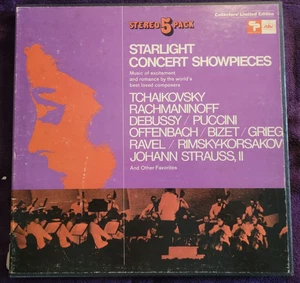 Collectors' Limited Edition
STEREO 5 PACK
STARLIGHT
CONCERT SHOWPIECES
Music of excitement
and romance by the world's
best loved composers
TCHAIKOVSKY
RACHMANINOFF
DEBUSSY / PUCCINI
OFFENBACH / BIZET / GRIEG
RAVEL / RIMSKY-KORSAKOV
JOHANN STRAUSS, II
And Other Favorites